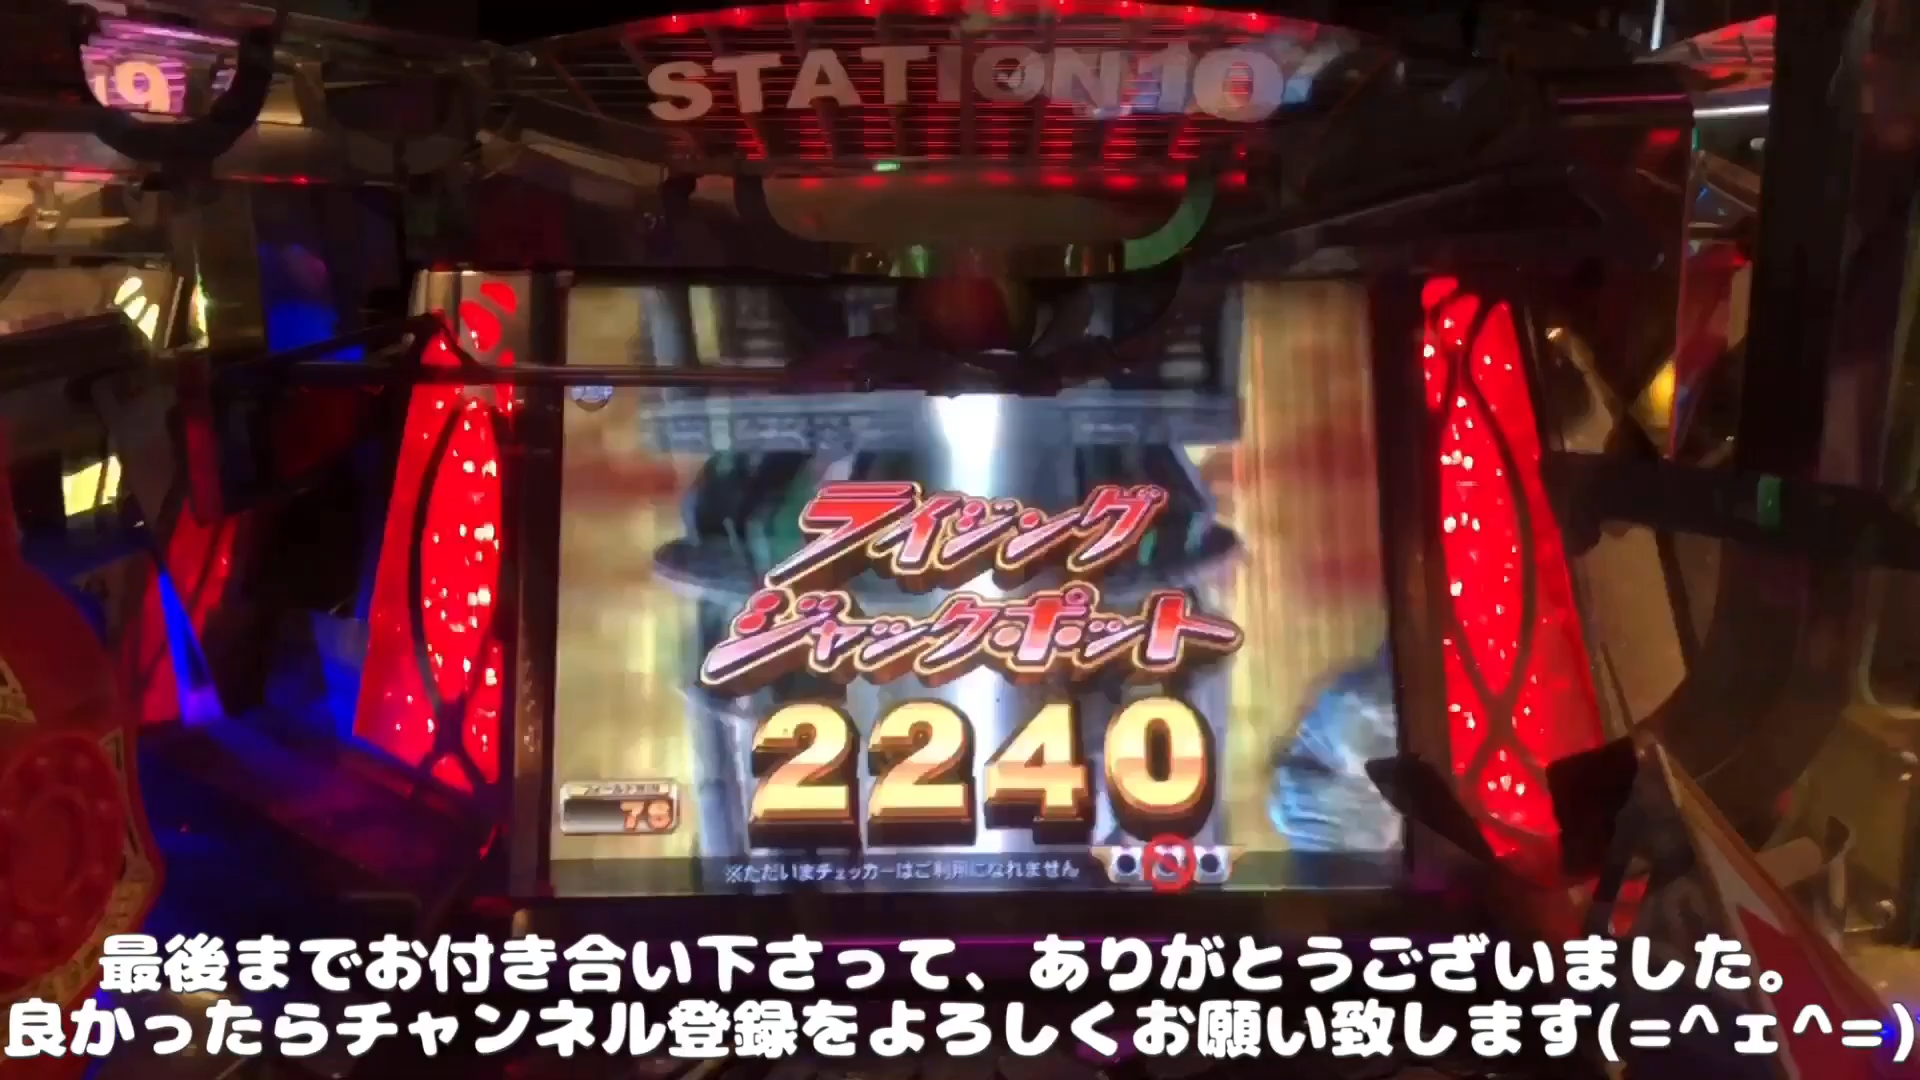 9
STATION 10
ライジング
ジャックポット
2240
78
※ただいまチェッカーはご利用になれません
最後までお付き合い下さって、ありがとうございました。
良かったらチャンネル登録をよろしくお願い致します(=^ェ^=)